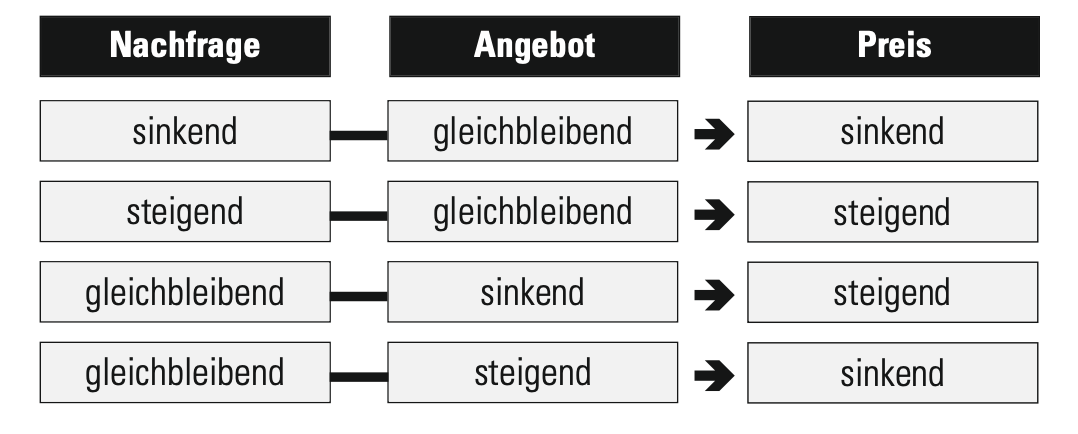 Nachfrage Angebot Preis
sinkend gleichbleibend sinkend
steigend gleichbleibend steigend
gleichbleibend sinkend steigend
gleichbleibend steigend sinkend